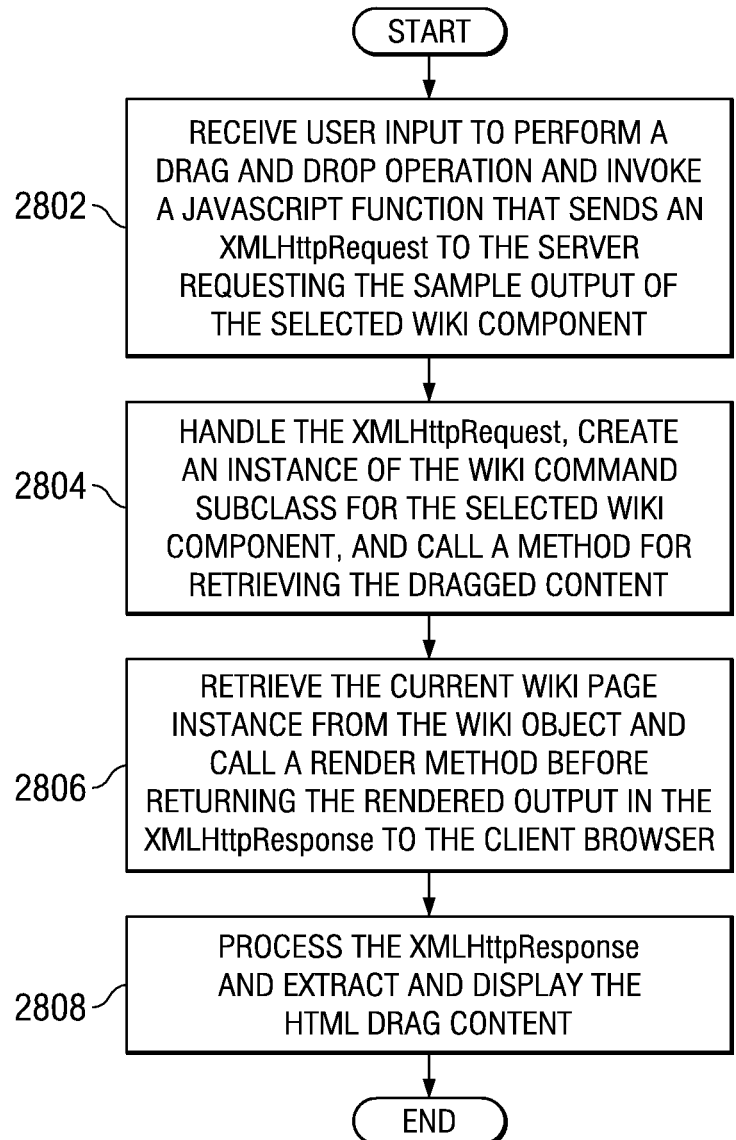 START
2802
RECEIVE USER INPUT TO PERFORM A
DRAG AND DROP OPERATION AND INVOKE
A JAVASCRIPT FUNCTION THAT SENDS AN
XMLHttpRequest TO THE SERVER
REQUESTING THE SAMPLE OUTPUT OF
THE SELECTED WIKI COMPONENT
2804
HANDLE THE XMLHttpRequest, CREATE
AN INSTANCE OF THE WIKI COMMAND
SUBCLASS FOR THE SELECTED WIKI
COMPONENT, AND CALL A METHOD FOR
RETRIEVING THE DRAGGED CONTENT
2806
RETRIEVE THE CURRENT WIKI PAGE
INSTANCE FROM THE WIKI OBJECT AND
CALL A RENDER METHOD BEFORE
RETURNING THE RENDERED OUTPUT IN THE
XMLHttpResponse TO THE CLIENT BROWSER
2808
PROCESS THE XMLHttpResponse
AND EXTRACT AND DISPLAY THE
HTML DRAG CONTENT
END